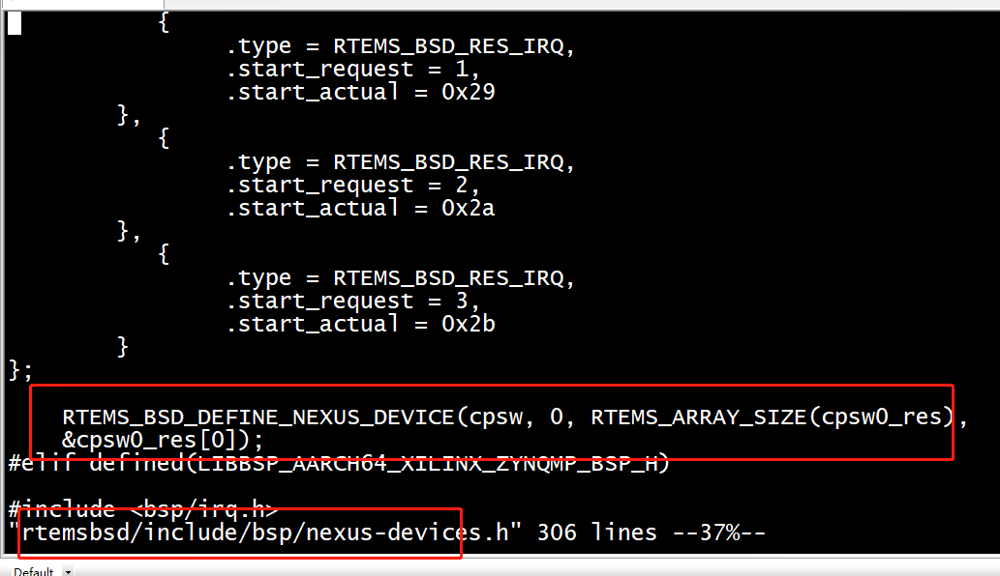 {
.type = RTEMS_BSD_RES_IRQ,
.start_request = 1,
.start_actual = 0x29
},
{
.type = RTEMS_BSD_RES_IRQ,
.start_request = 2,
.start_actual = 0x2a
},
{
.type = RTEMS_BSD_RES_IRQ,
.start_request = 3,
.start_actual = 0x2b
}
};
RTEMS_BSD_DEFINE_NEXUS_DEVICE(cpsw, 0, RTEMS_ARRAY_SIZE(cpsw0_res),
&cpsw0_res[0]);
#elif defined(LIBBSP_AARCH64_XILINX_ZYNQMP_BSP_H)
#include <bsp/irq.h>
"rtemsbsd/include/bsp/nexus-devices.h" 306 lines --37%--
Default